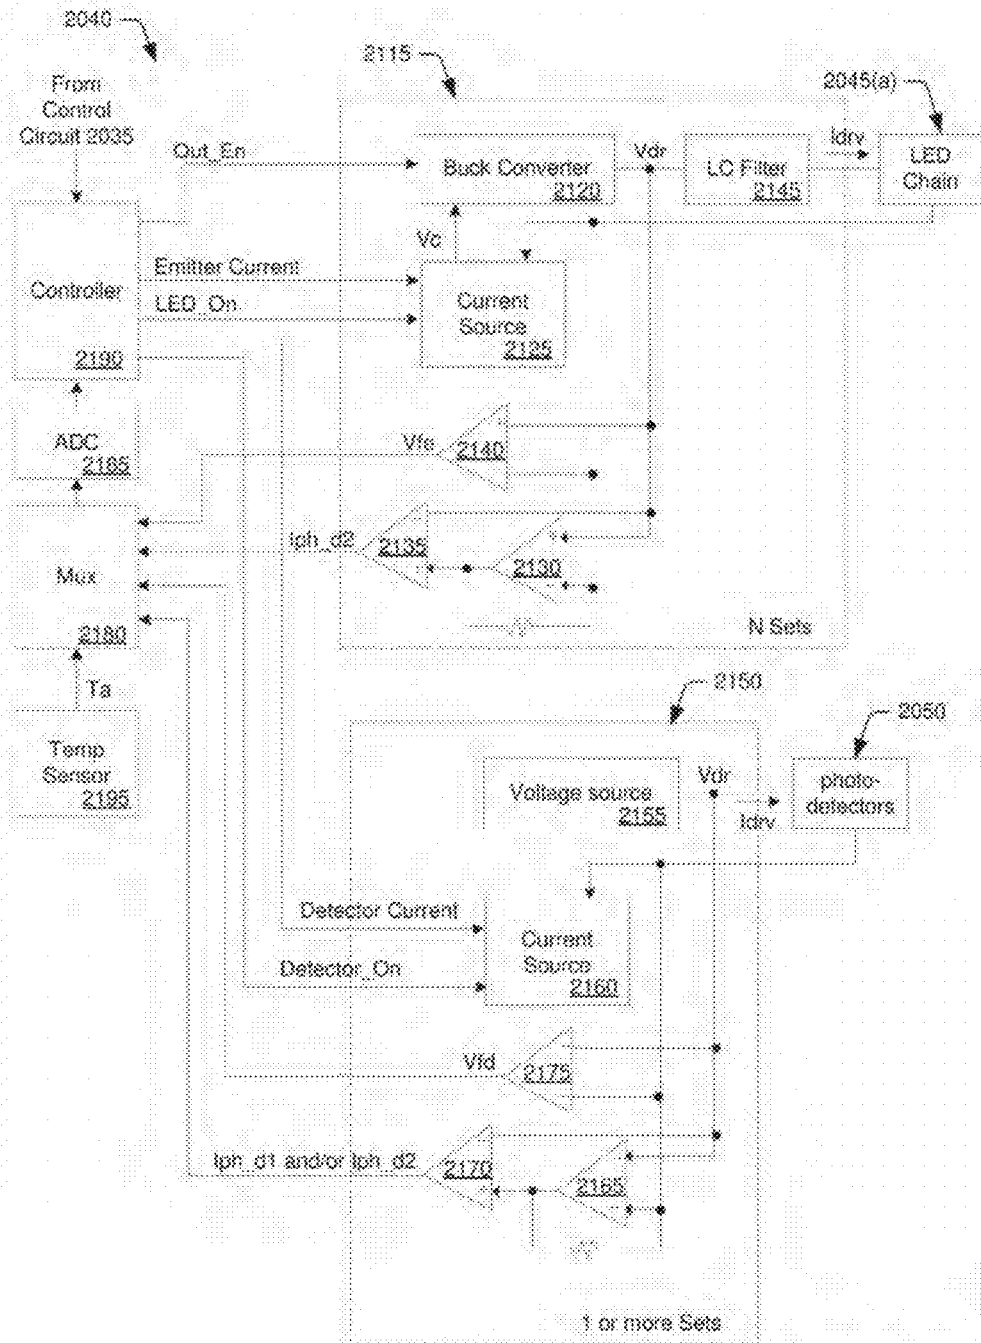 2040
From
Control
Circuit 2035
2115
2045(a)
Out_En
Buck Converter
2120
Vdr
LC Filter
2145
Idrv
LED
Chain
Vc
Controller
2190
Emitter Current
LED_On
Current
Source
2125
ADC
2185
Vfe
2140
Mux
2180
Iph_d2
2135
2130
N Sets
Ta
Temp
Sensor
2195
2150
2050
Voltage source
2155
Vdr
Idrv
photo-
detectors
Detector Current
Detector_On
Current
Source
2160
Vfd
2175
Iph_d1 and/or Iph_d2
2170
2165
1 or more Sets